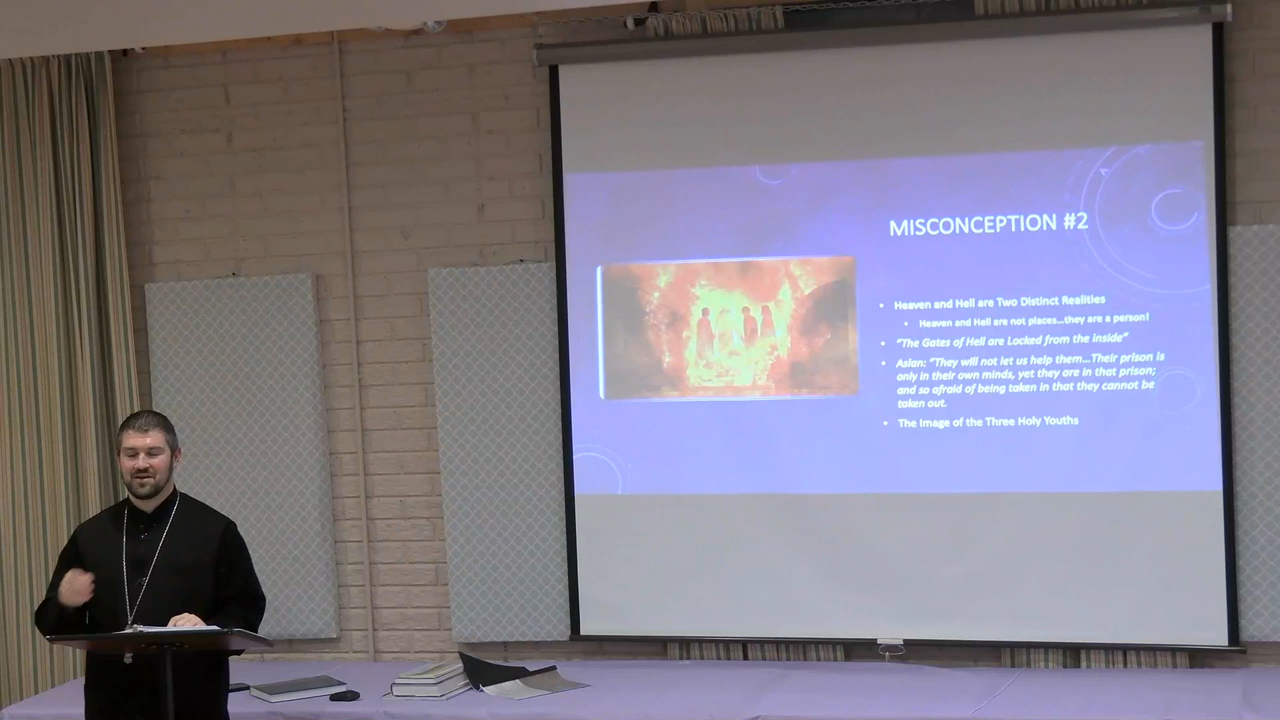 MISCONCEPTION #2
• Heaven and Hell are Two Distinct Realities
• Heaven and Hell are not places...they are a person!
• "The Gates of Hell are Locked from the Inside"
• Aslan: "They will not let us help them...Their prison is
only in their own minds, yet they are in that prison;
and so afraid of being taken in that they cannot be
taken out.
• The Image of the Three Holy Youths